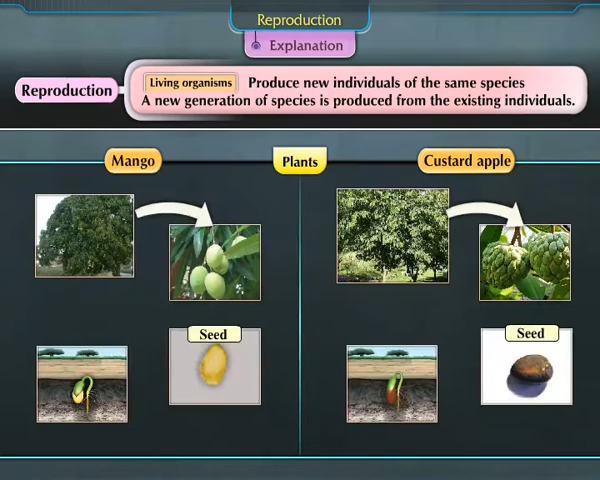 Reproduction
Explanation
Reproduction
Living organisms Produce new individuals of the same species
A new generation of species is produced from the existing individuals.
Mango
Plants
Custard apple
Seed
Seed